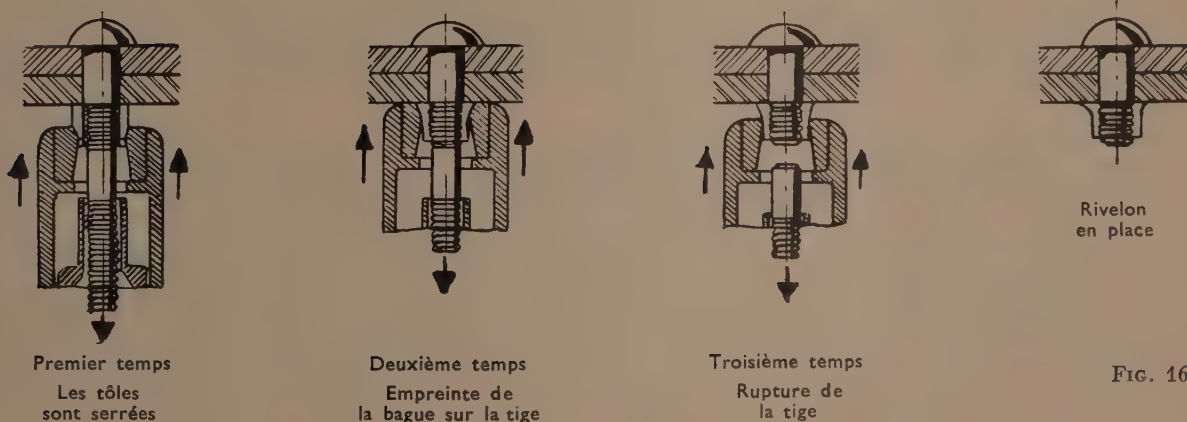 Premier temps
Les tôles
sont serrées
Deuxième temps
Empreinte de
la bague sur la tige
Troisième temps
Rupture de
la tige
Rivelon
en place
FIG. 16